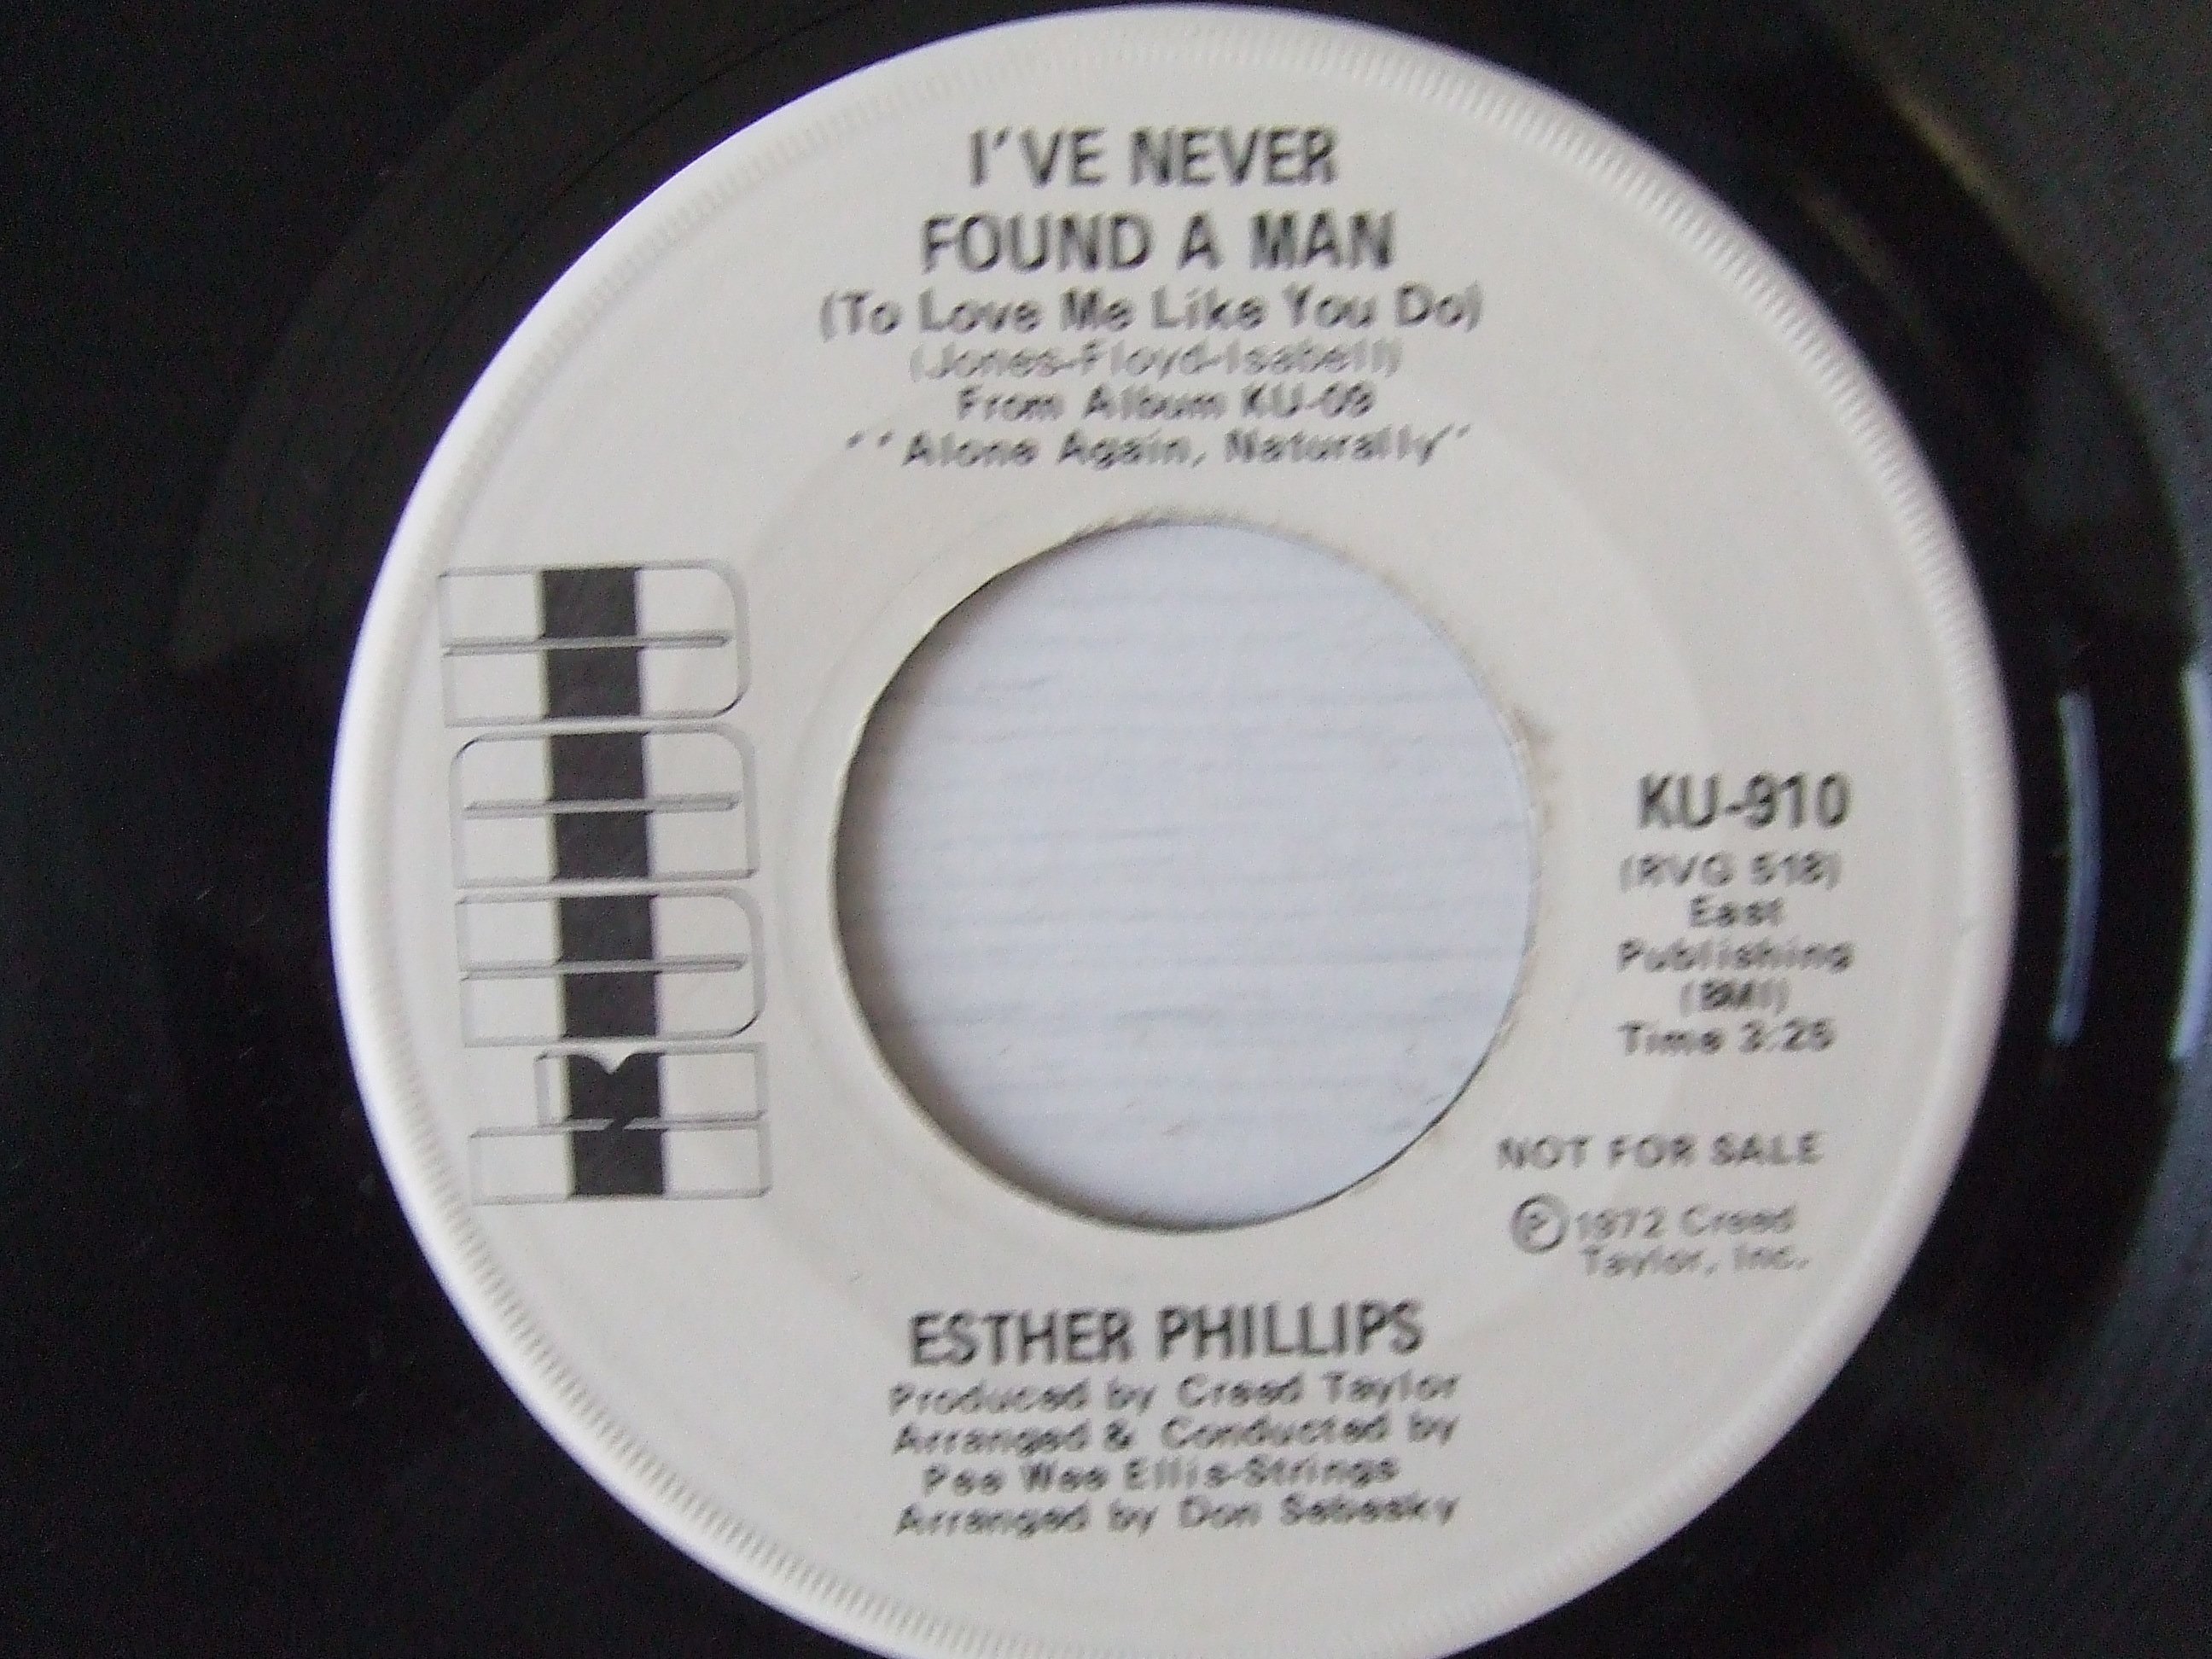 I'VE NEVER
FOUND A MAN
(To Love Me Like You Do)
(Jones-Floyd-Isabell)
From Album KU-09
"Alone Again, Naturally"
KUDU
KU-910
(RVG 518)
East
Publishing
(BMI)
Time 3:25
NOT FOR SALE
Ⓟ1972 Creed
Taylor, Inc.
ESTHER PHILLIPS
Produced by Creed Taylor
Arranged & Conducted by
Pee Wee Ellis-Strings
Arranged by Don Sebesky